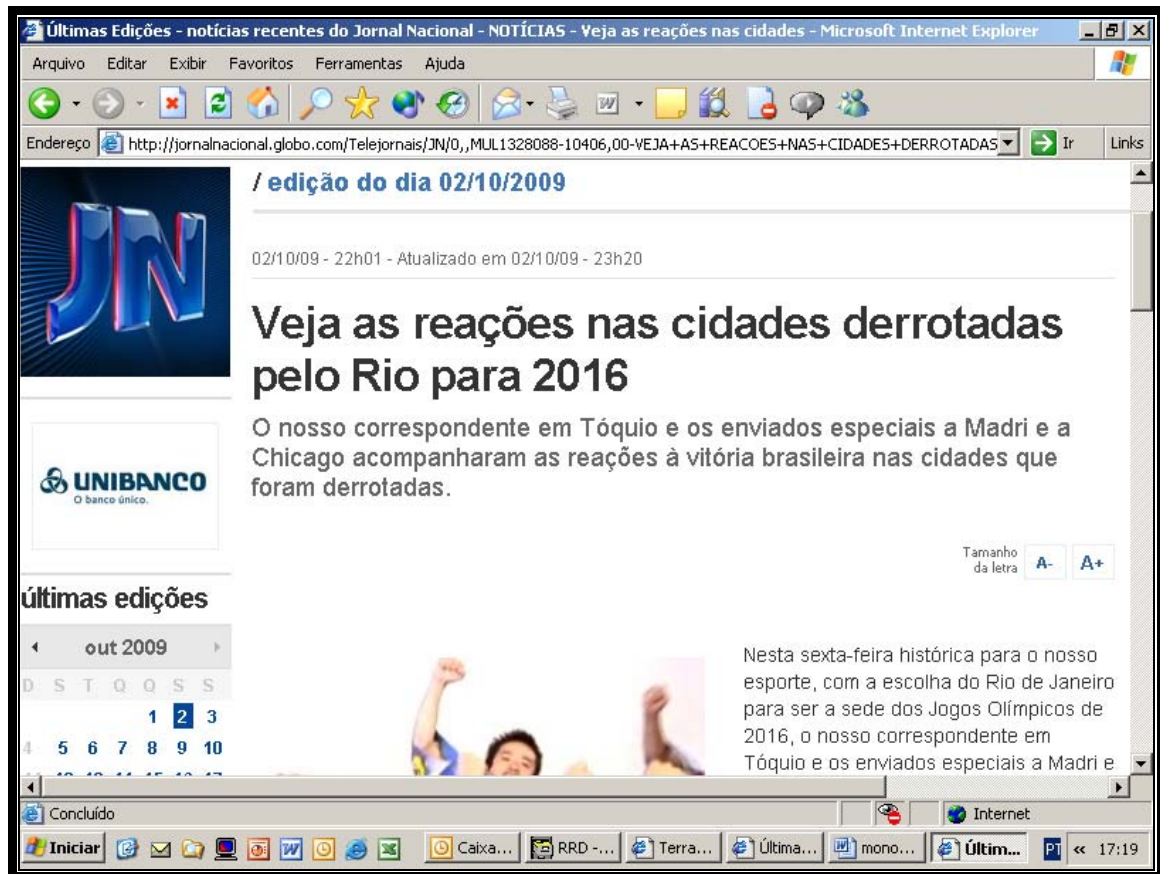 Últimas Edições - notícias recentes do Jornal Nacional - NOTÍCIAS - Veja as reações nas cidades - Microsoft Internet Explorer
Arquivo Editar Exibir Favoritos Ferramentas Ajuda
Endereço http://jornalnacional.globo.com/Telejornais/JN/0,,MUL1328088-10406,00-VEJA+AS+REACOES+NAS+CIDADES+DERROTADAS Ir Links
JN
/ edição do dia 02/10/2009
02/10/09 - 22h01 - Atualizado em 02/10/09 - 23h20
Veja as reações nas cidades derrotadas
pelo Rio para 2016
O nosso correspondente em Tóquio e os enviados especiais a Madri e a
Chicago acompanharam as reações à vitória brasileira nas cidades que
foram derrotadas.
UNIBANCO
O banco único.
Tamanho
da letra A- A+
últimas edições
out 2009
D S T Q Q S S
1 2 3
4 5 6 7 8 9 10
Nesta sexta-feira histórica para o nosso
esporte, com a escolha do Rio de Janeiro
para ser a sede dos Jogos Olímpicos de
2016, o nosso correspondente em
Tóquio e os enviados especiais a Madri e
Concluído Internet
Iniciar Caixa... RRD -... Terra... Última... mono... Últim... PT « 17:19